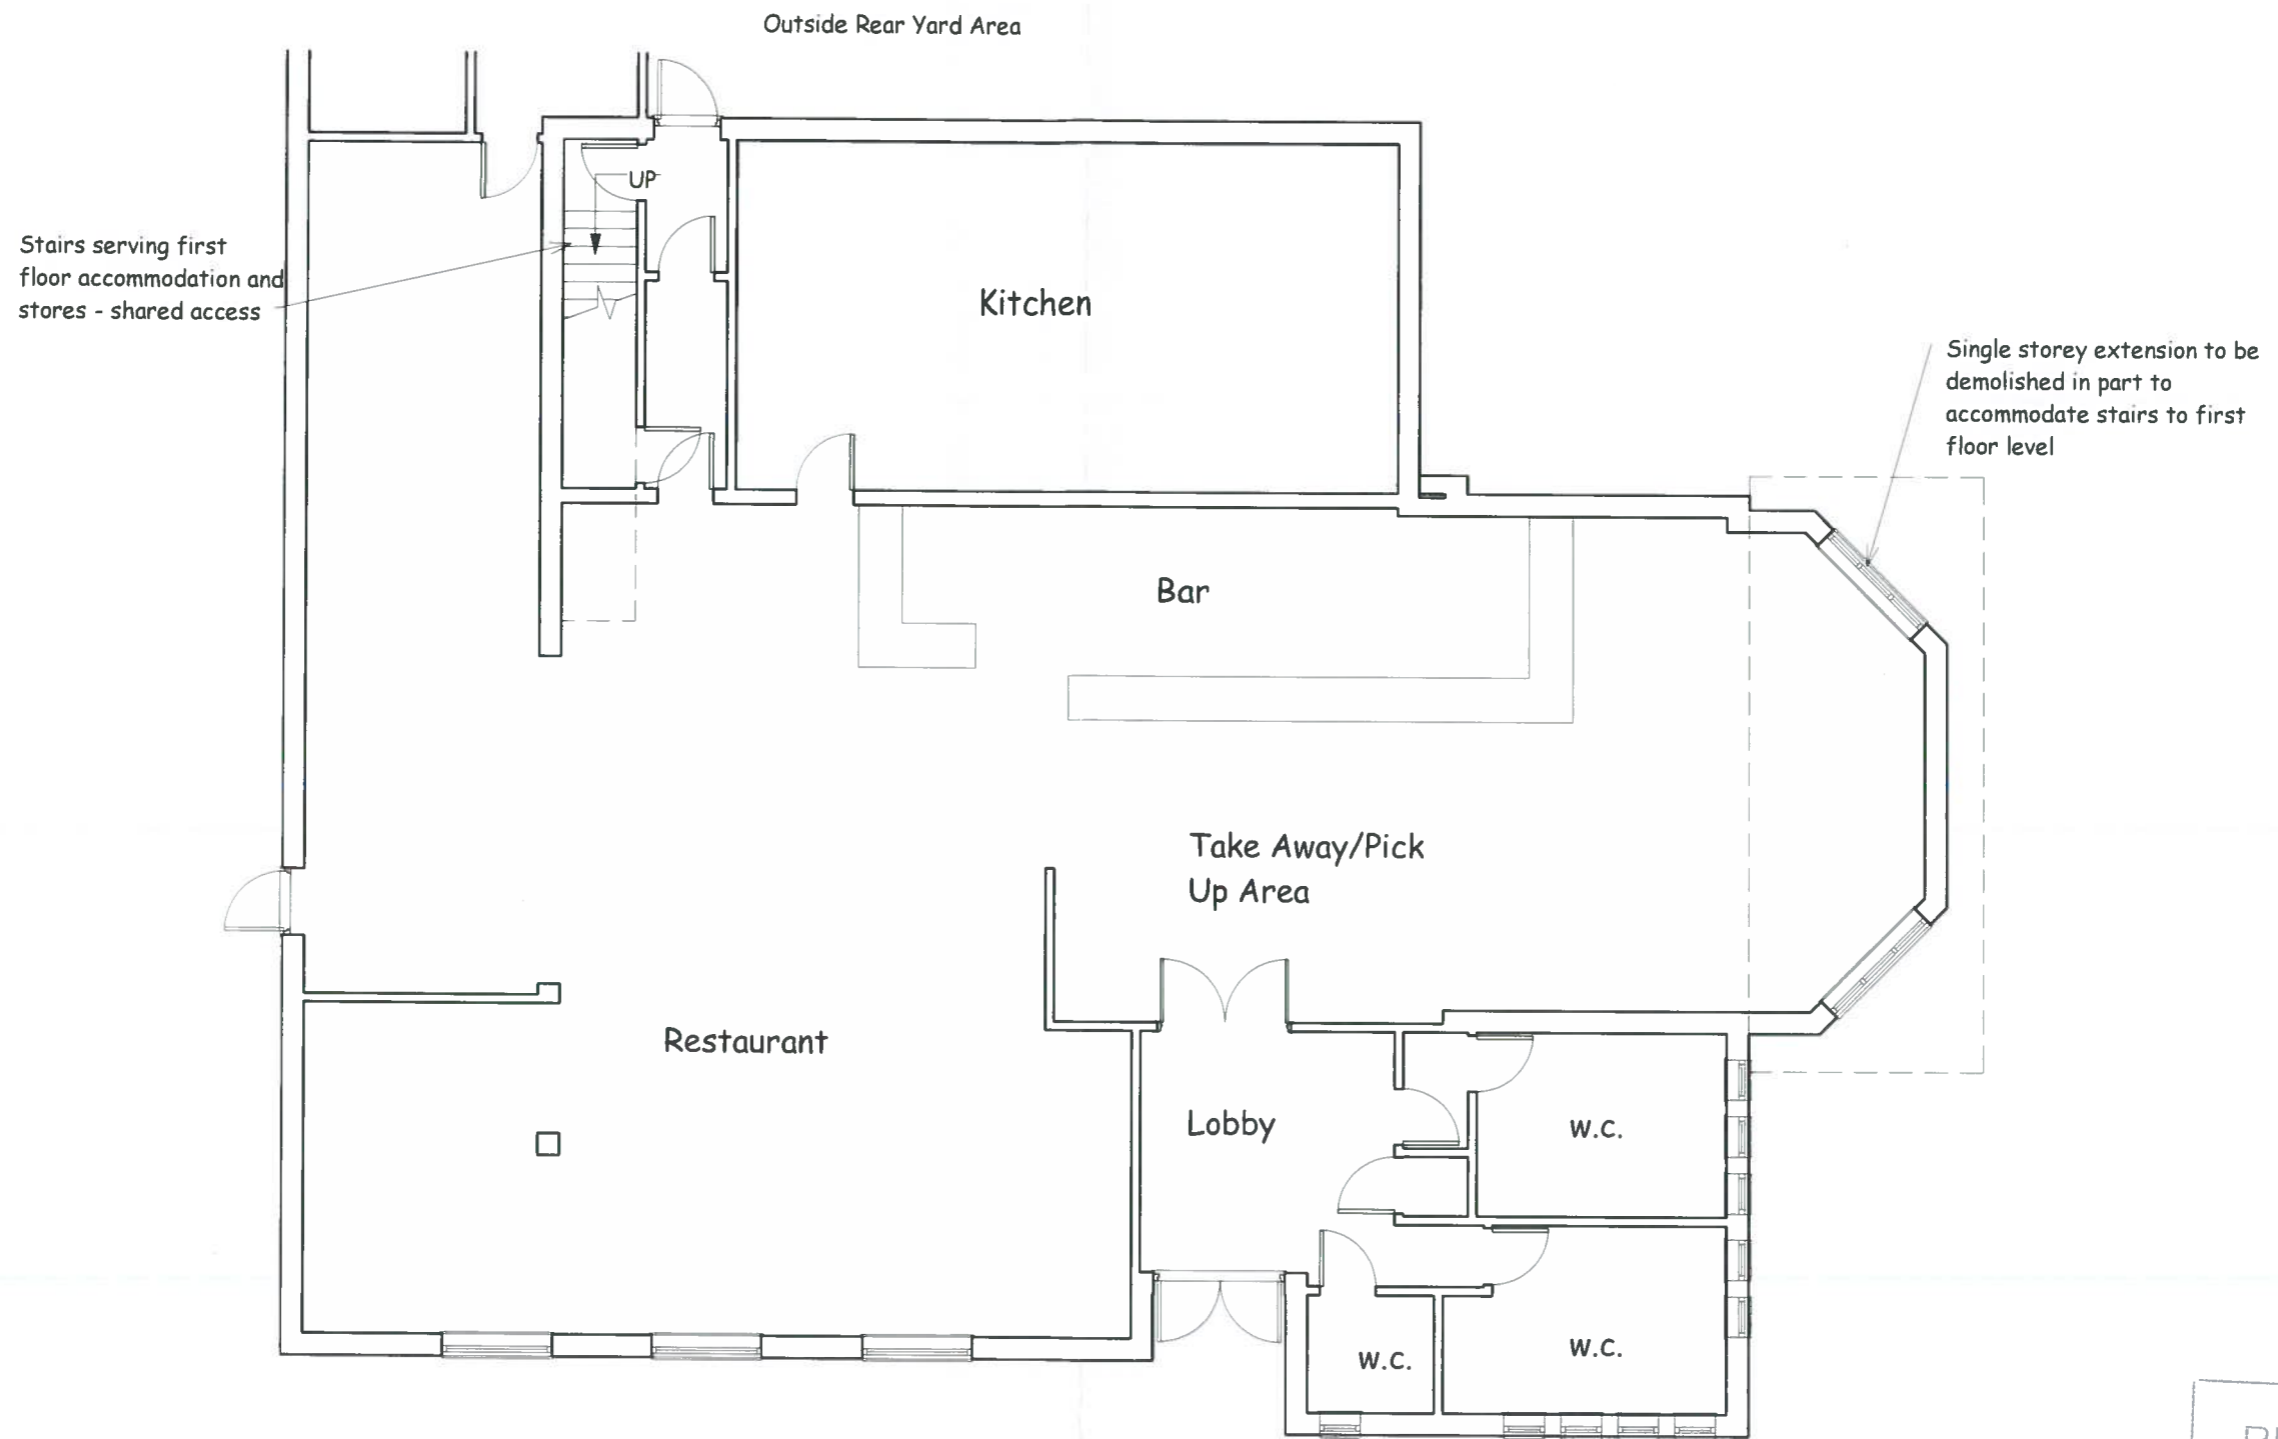 Outside Rear Yard Area
UP
Stairs serving first
floor accommodation and
stores - shared access
Kitchen
Single storey extension to be
demolished in part to
accommodate stairs to first
floor level
Bar
Take Away/Pick
Up Area
Restaurant
Lobby
W.C.
W.C.
W.C.